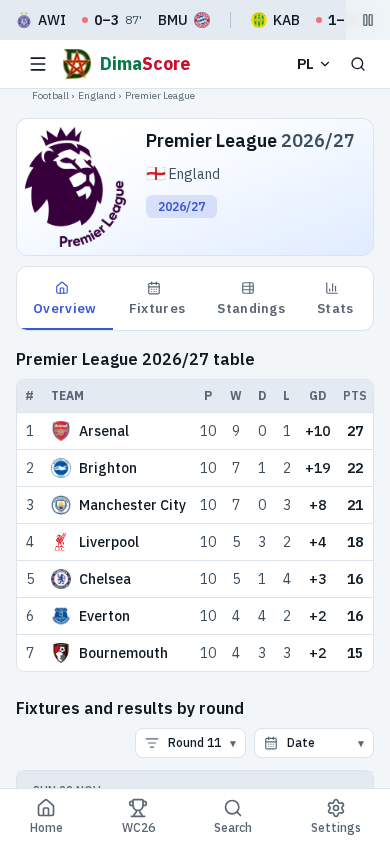 AWI 0–3 87' BMU KAB 1–
DimaScore PL
Football › England › Premier League
Premier League 2026/27
England
2026/27
Premier League
Overview Fixtures Standings Stats
Premier League 2026/27 table
# TEAM P W D L GD PTS
1 Arsenal 10 9 0 1 +10 27
2 Brighton 10 7 1 2 +19 22
3 Manchester City 10 7 0 3 +8 21
4 Liverpool 10 5 3 2 +4 18
5 Chelsea 10 5 1 4 +3 16
6 Everton 10 4 4 2 +2 16
7 Bournemouth 10 4 3 3 +2 15
Fixtures and results by round
Round 11 Date
Home WC26 Search Settings